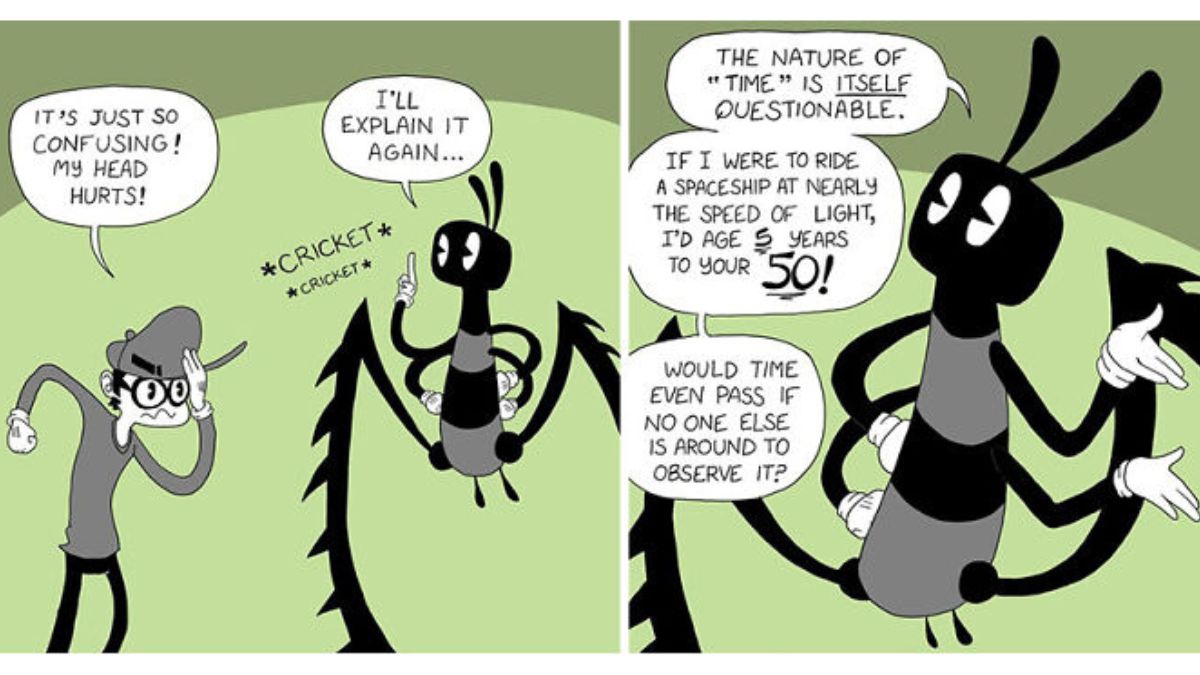 IT'S JUST SO
CONFUSING!
MY HEAD
HURTS!
I'LL
EXPLAIN IT
AGAIN...
*CRICKET*
*CRICKET*
THE NATURE OF
"TIME" IS ITSELF
QUESTIONABLE.
IF I WERE TO RIDE
A SPACESHIP AT NEARLY
THE SPEED OF LIGHT,
I'D AGE 5 YEARS
TO YOUR 50!
WOULD TIME
EVEN PASS IF
NO ONE ELSE
IS AROUND TO
OBSERVE IT?